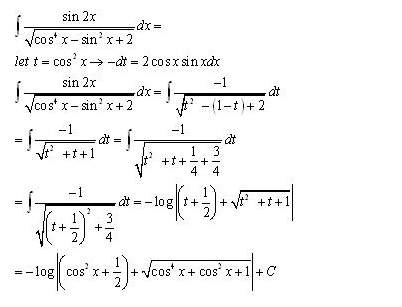 ∫ sin 2x / √(cos⁴ x − sin² x + 2) dx =
let t = cos² x → −dt = 2 cos x sin x dx
∫ sin 2x / √(cos⁴ x − sin² x + 2) dx = ∫ −1 / √(t² − (1−t) + 2) dt
= ∫ −1 / √(t² + t + 1) dt = ∫ −1 / √(t² + t + 1/4 + 3/4) dt
= ∫ −1 / √((t + 1/2)² + 3/4) dt = −log|(t + 1/2) + √(t² + t + 1)|
= −log|(cos² x + 1/2) + √(cos⁴ x + cos² x + 1)| + C